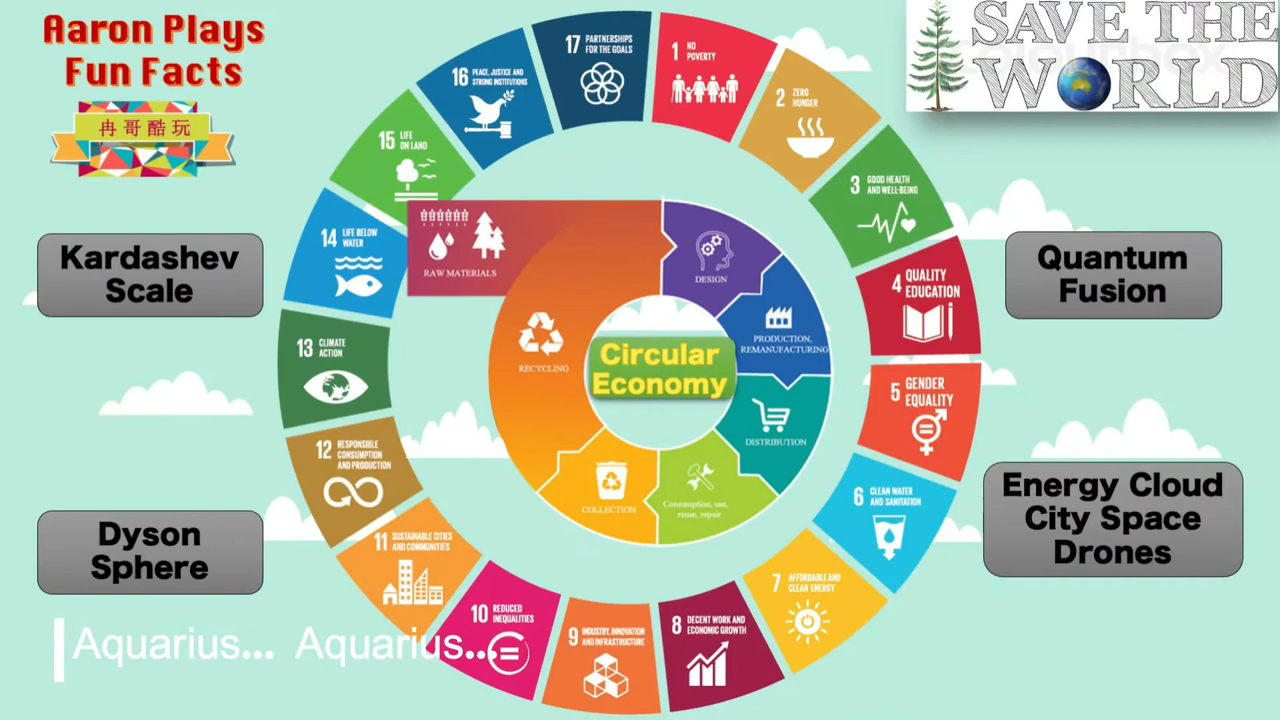 Aaron Plays
Fun Facts
冉哥酷玩
SAVE THE
WORLD
Kardashev
Scale
Dyson
Sphere
Quantum
Fusion
Energy Cloud
City Space
Drones
1 NO
POVERTY
2 ZERO
HUNGER
3 GOOD HEALTH
AND WELL-BEING
4 QUALITY
EDUCATION
5 GENDER
EQUALITY
6 CLEAN WATER
AND SANITATION
7 AFFORDABLE AND
CLEAN ENERGY
8 DECENT WORK AND
ECONOMIC GROWTH
9 INDUSTRY, INNOVATION
AND INFRASTRUCTURE
10 REDUCED
INEQUALITIES
11 SUSTAINABLE CITIES
AND COMMUNITIES
12 RESPONSIBLE
CONSUMPTION
AND PRODUCTION
13 CLIMATE
ACTION
14 LIFE BELOW
WATER
15 LIFE
ON LAND
16 PEACE, JUSTICE AND
STRONG INSTITUTIONS
17 PARTNERSHIPS
FOR THE GOALS
RAW MATERIALS
DESIGN
PRODUCTION,
REMANUFACTURING
DISTRIBUTION
Consumption, use,
reuse, repair
COLLECTION
RECYCLING
Circular
Economy
Aquarius... Aquarius...